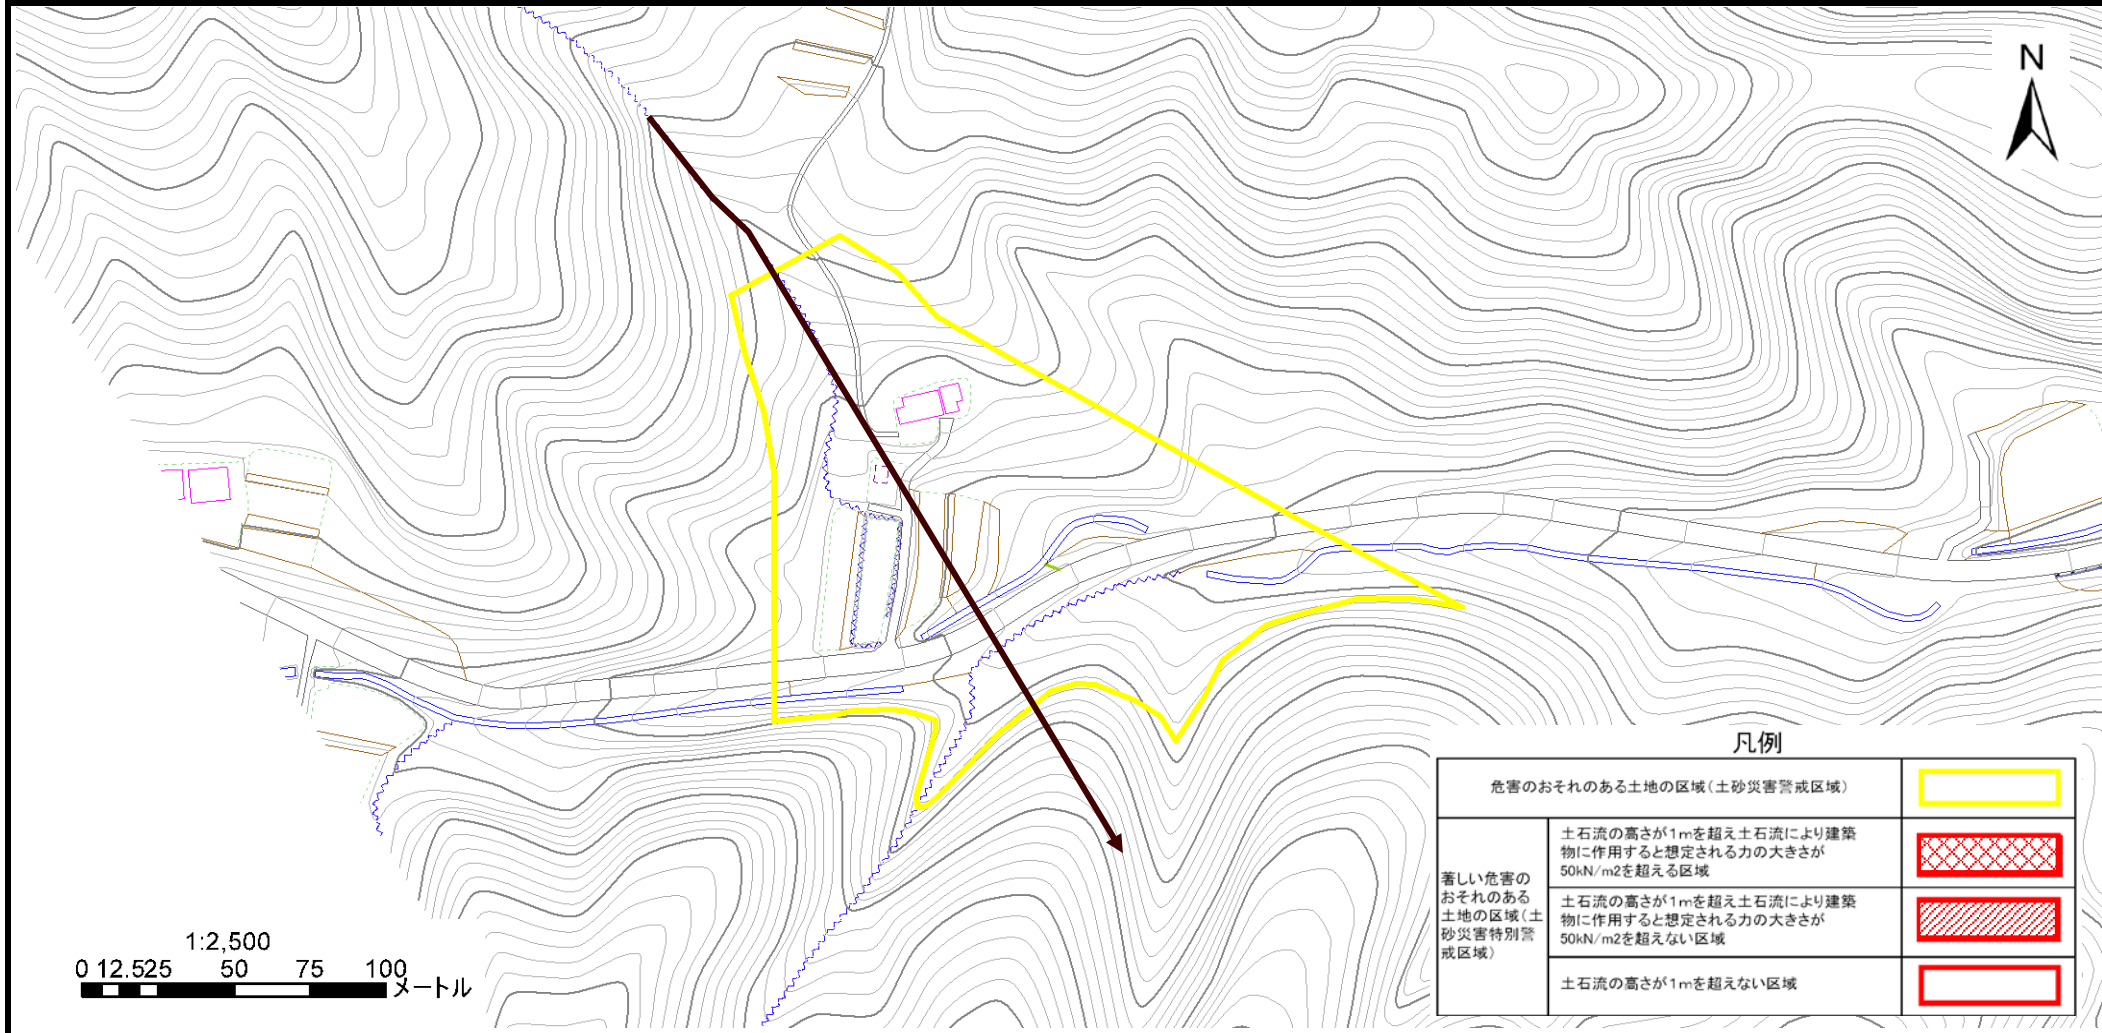 N
凡例
危害のおそれのある土地の区域(土砂災害警戒区域)
著しい危害の
おそれのある
土地の区域(土
砂災害特別警
戒区域)
土石流の高さが1mを超え土石流により建築
物に作用すると想定される力の大きさが
50kN/m2を超える区域
土石流の高さが1mを超え土石流により建築
物に作用すると想定される力の大きさが
50kN/m2を超えない区域
土石流の高さが1mを超えない区域
1:2,500
0 12.525 50 75 100
メートル